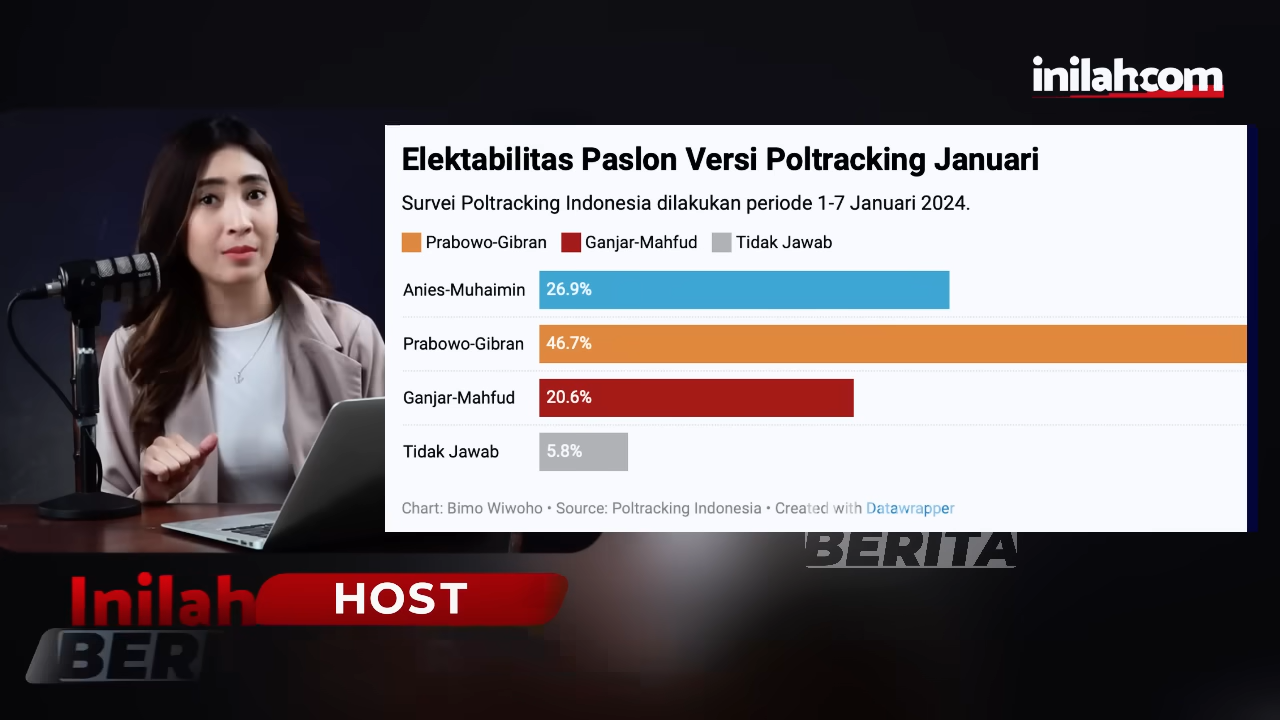 inilah.com
Elektabilitas Paslon Versi Poltracking Januari
Survei Poltracking Indonesia dilakukan periode 1-7 Januari 2024.
Prabowo-Gibran Ganjar-Mahfud Tidak Jawab
Anies-Muhaimin 26.9%
Prabowo-Gibran 46.7%
Ganjar-Mahfud 20.6%
Tidak Jawab 5.8%
Chart: Bimo Wiwoho • Source: Poltracking Indonesia • Created with Datawrapper
BERITA
Inilah HOST
BERI